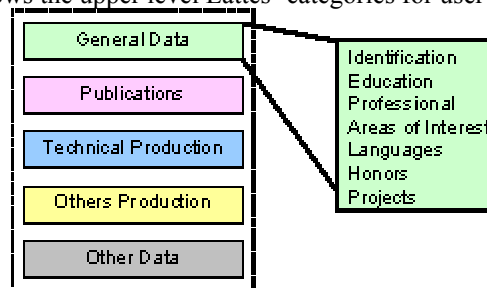 ows the upper-level Lattes' categories for user
General Data
Publications
Technical Production
Others Production
Other Data
Identification
Education
Professional
Areas of Interest
Languages
Honors
Projects